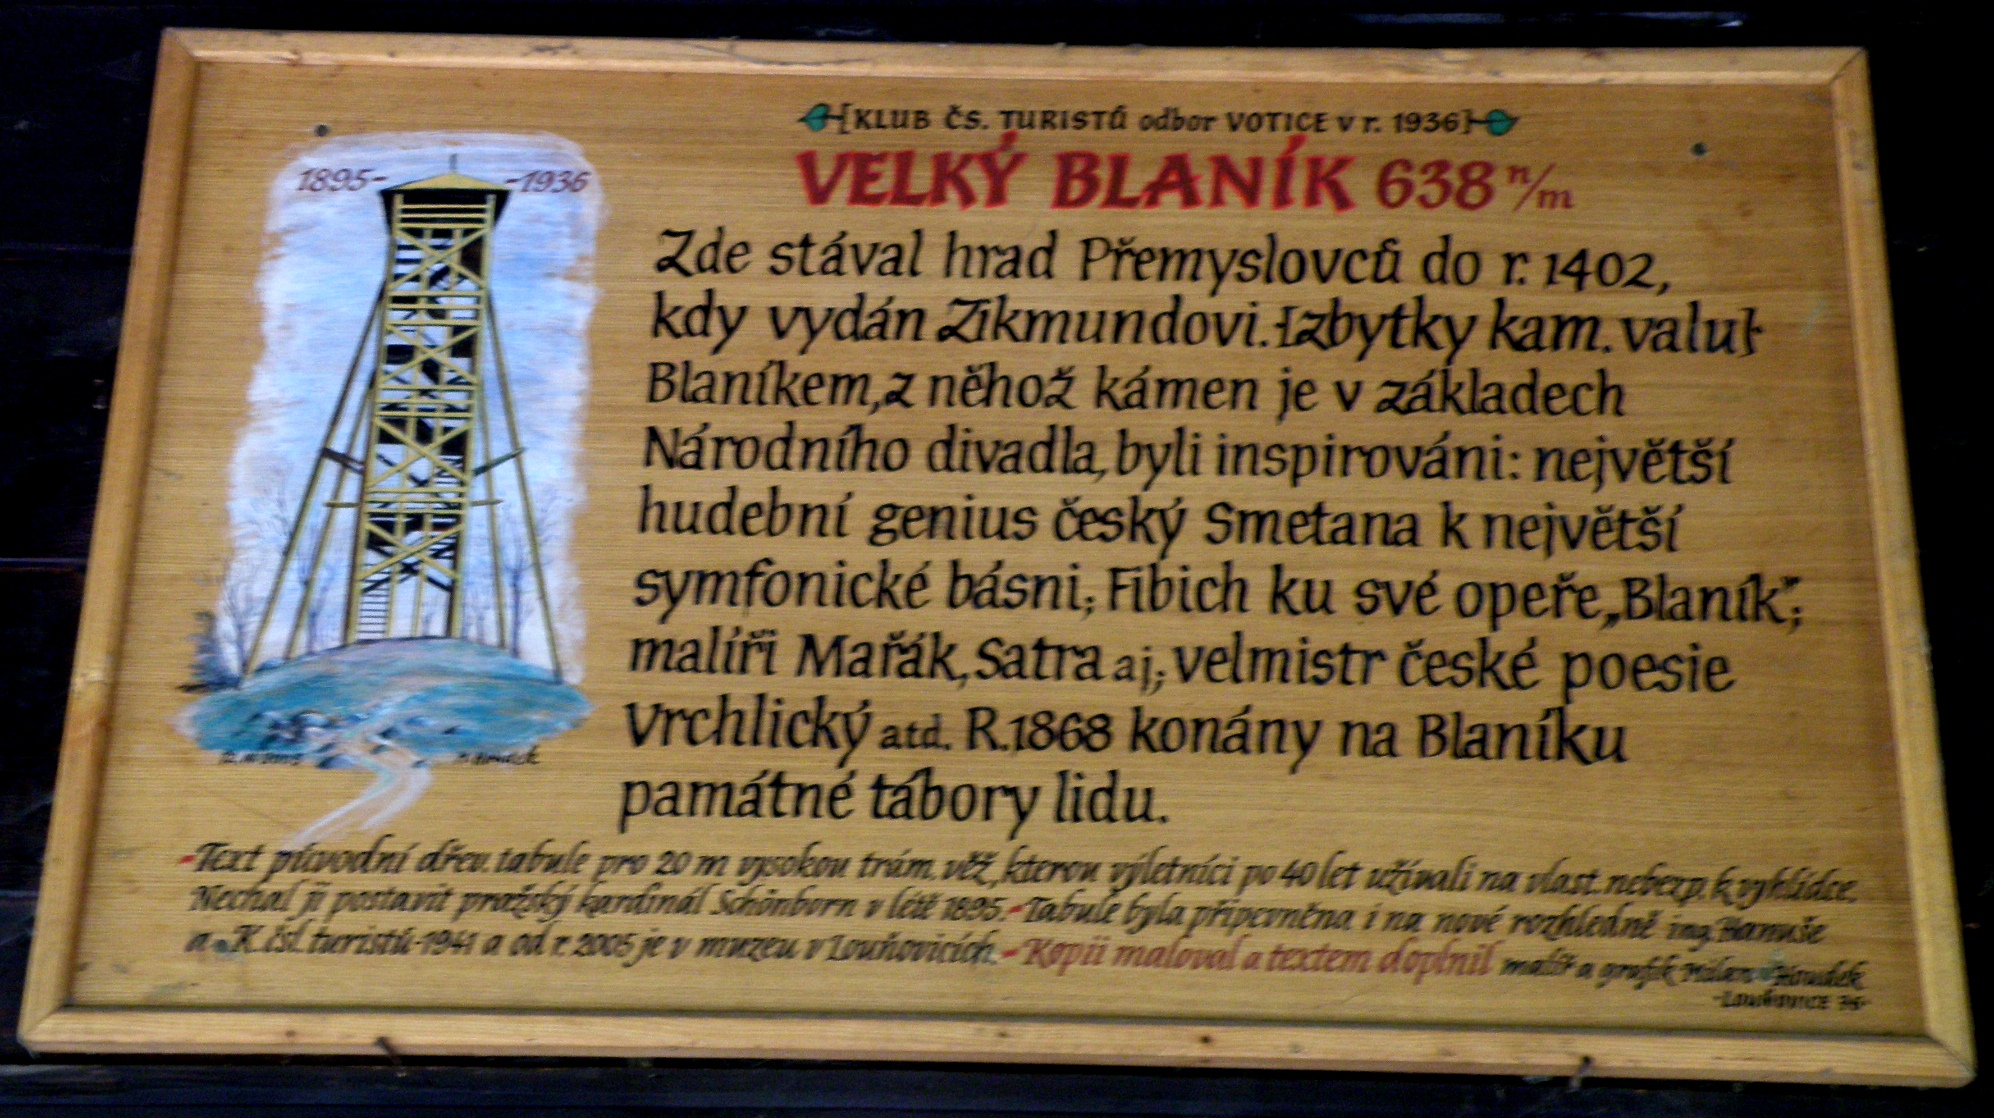 {KLUB ČS. TURISTŮ odbor VOTICE v r. 1936}
VELKÝ BLANÍK 638 n/m
1895-
-1936
Zde stával hrad Přemyslovců do r. 1402,
kdy vydán Zikmundovi. {zbytky kam. valu}
Blaníkem, z něhož kámen je v základech
Národního divadla, byli inspirováni: největší
hudební genius český Smetana k největší
symfonické básni; Fibich ku své opeře „Blaník";
malíři Mařák, Satra aj; velmistr české poesie
Vrchlický atd. R. 1868 konány na Blaníku
památné tábory lidu.
-Text původní dřev. tabule pro 20 m vysokou trám. věž, kterou výletníci po 40 let užívali na vlast. nebezp. k vyhlídce.
Nechal ji postavit pražský kardinál Schönborn v létě 1895.-Tabule byla připevněna i na nové rozhledně ing. Hanuše
a K. čsl. turistů-1941 a od r. 2005 je v muzeu v Louňovicích.-Kopii maloval a textem doplnil malíř a grafik Milan Houdek
-LOUŇOVICE